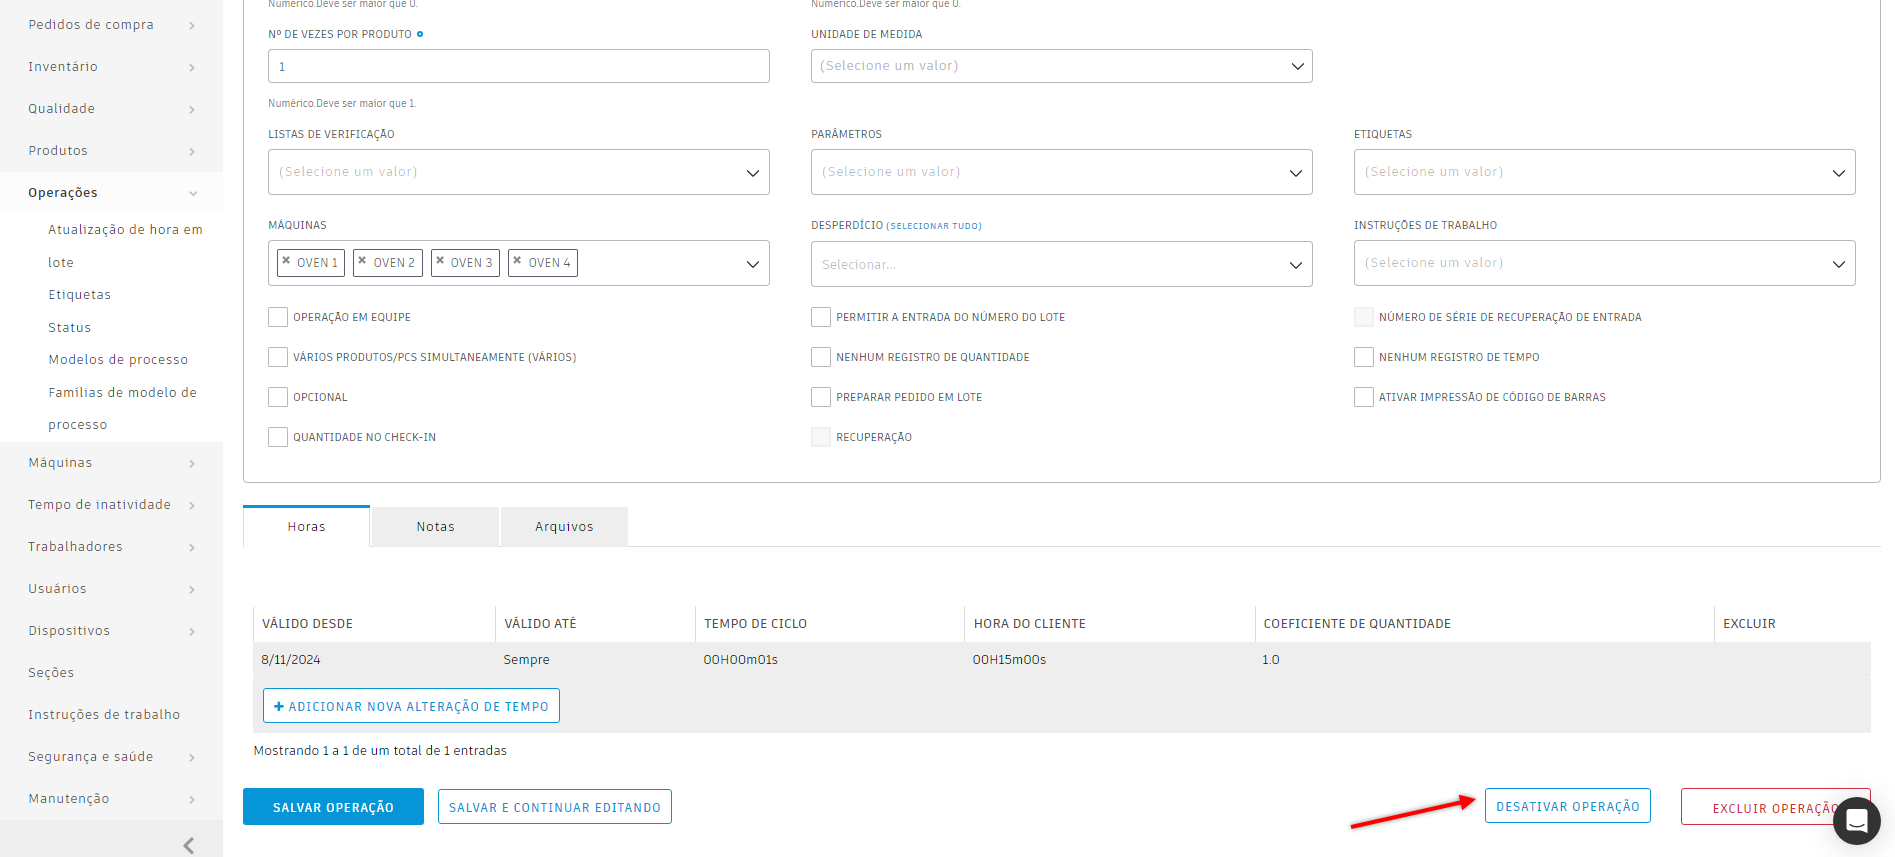 Pedidos de compra
Inventário
Qualidade
Produtos
Operações
Atualização de hora em
lote
Etiquetas
Status
Modelos de processo
Famílias de modelo de
processo
Máquinas
Tempo de inatividade
Trabalhadores
Usuários
Dispositivos
Seções
Instruções de trabalho
Segurança e saúde
Manutenção
Numérico.Deve ser maior que 0.
Numérico.Deve ser maior que 0.
Nº DE VEZES POR PRODUTO
UNIDADE DE MEDIDA
1
(Selecione um valor)
Numérico.Deve ser maior que 1.
LISTAS DE VERIFICAÇÃO
PARÂMETROS
ETIQUETAS
(Selecione um valor)
(Selecione um valor)
(Selecione um valor)
MÁQUINAS
DESPERDÍCIO (SELECIONAR TUDO)
INSTRUÇÕES DE TRABALHO
× OVEN 1 × OVEN 2 × OVEN 3 × OVEN 4
Selecionar...
(Selecione um valor)
OPERAÇÃO EM EQUIPE
PERMITIR A ENTRADA DO NÚMERO DO LOTE
NÚMERO DE SÉRIE DE RECUPERAÇÃO DE ENTRADA
VÁRIOS PRODUTOS/PCS SIMULTANEAMENTE (VÁRIOS)
NENHUM REGISTRO DE QUANTIDADE
NENHUM REGISTRO DE TEMPO
OPCIONAL
PREPARAR PEDIDO EM LOTE
ATIVAR IMPRESSÃO DE CÓDIGO DE BARRAS
QUANTIDADE NO CHECK-IN
RECUPERAÇÃO
Horas
Notas
Arquivos
VÁLIDO DESDE
VÁLIDO ATÉ
TEMPO DE CICLO
HORA DO CLIENTE
COEFICIENTE DE QUANTIDADE
EXCLUIR
8/11/2024
Sempre
00H00m01s
00H15m00s
1.0
+ ADICIONAR NOVA ALTERAÇÃO DE TEMPO
Mostrando 1 a 1 de um total de 1 entradas
SALVAR OPERAÇÃO
SALVAR E CONTINUAR EDITANDO
DESATIVAR OPERAÇÃO
EXCLUIR OPERAÇÃO